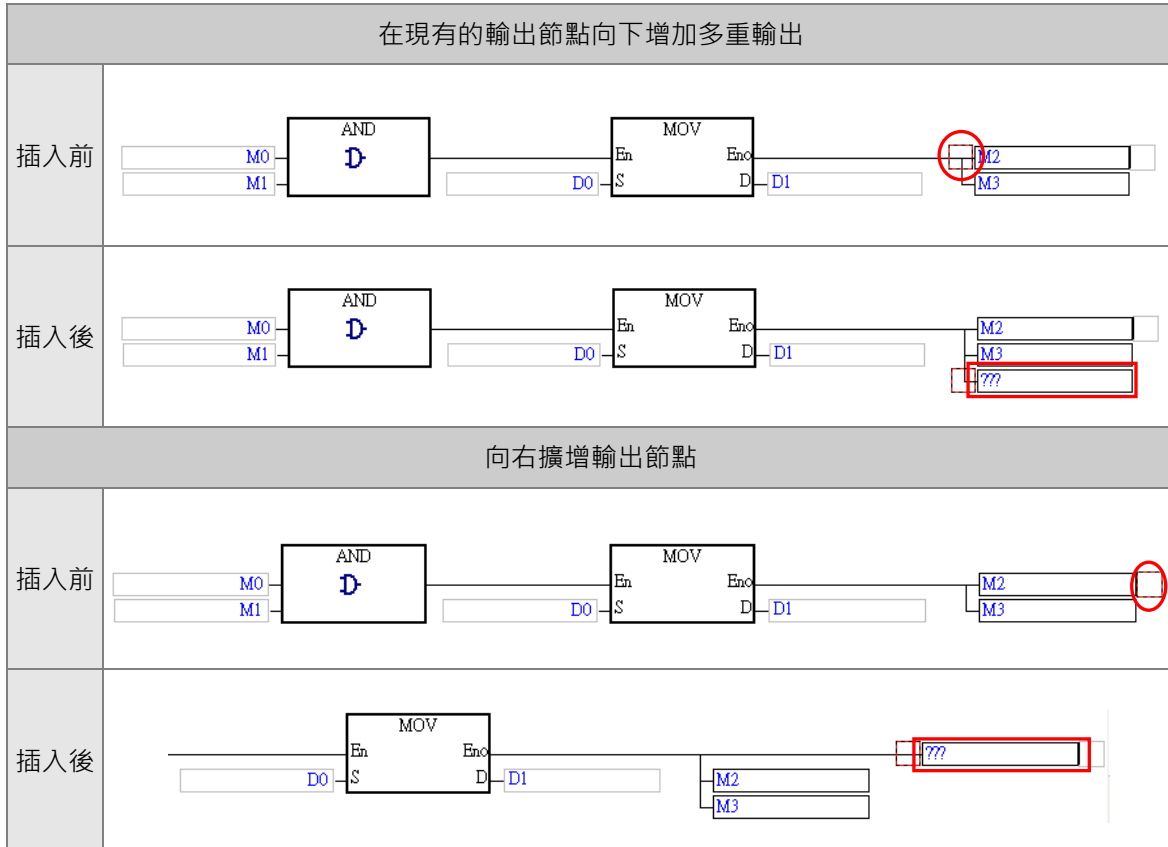 在現有的輸出節點向下增加多重輸出
插入前
AND
MOV
M0
En
Eno
M2
M1
D0
S
D
D1
M3
插入後
AND
MOV
M0
En
Eno
M2
M1
D0
S
D
D1
M3
???
向右擴增輸出節點
插入前
AND
MOV
M0
En
Eno
M2
M1
D0
S
D
D1
M3
插入後
MOV
En
Eno
???
D0
S
D
D1
M2
M3